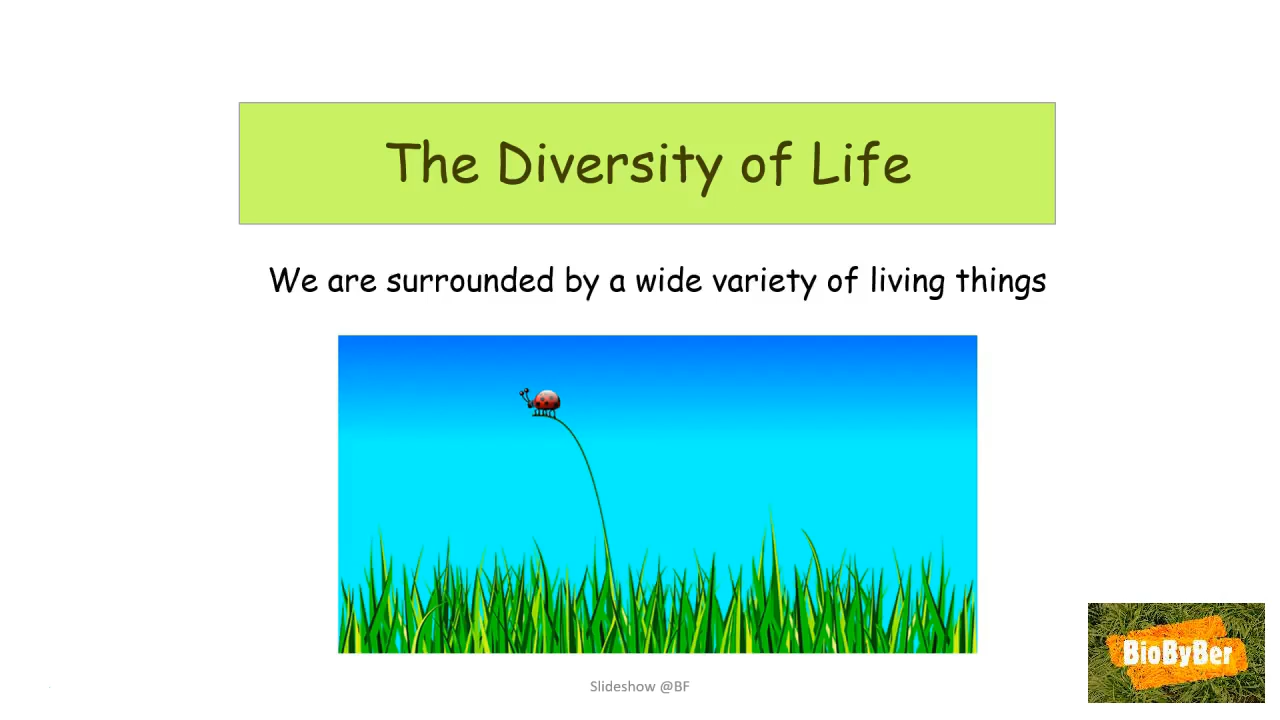 The Diversity of Life
We are surrounded by a wide variety of living things
BioByBer
Slideshow @BF